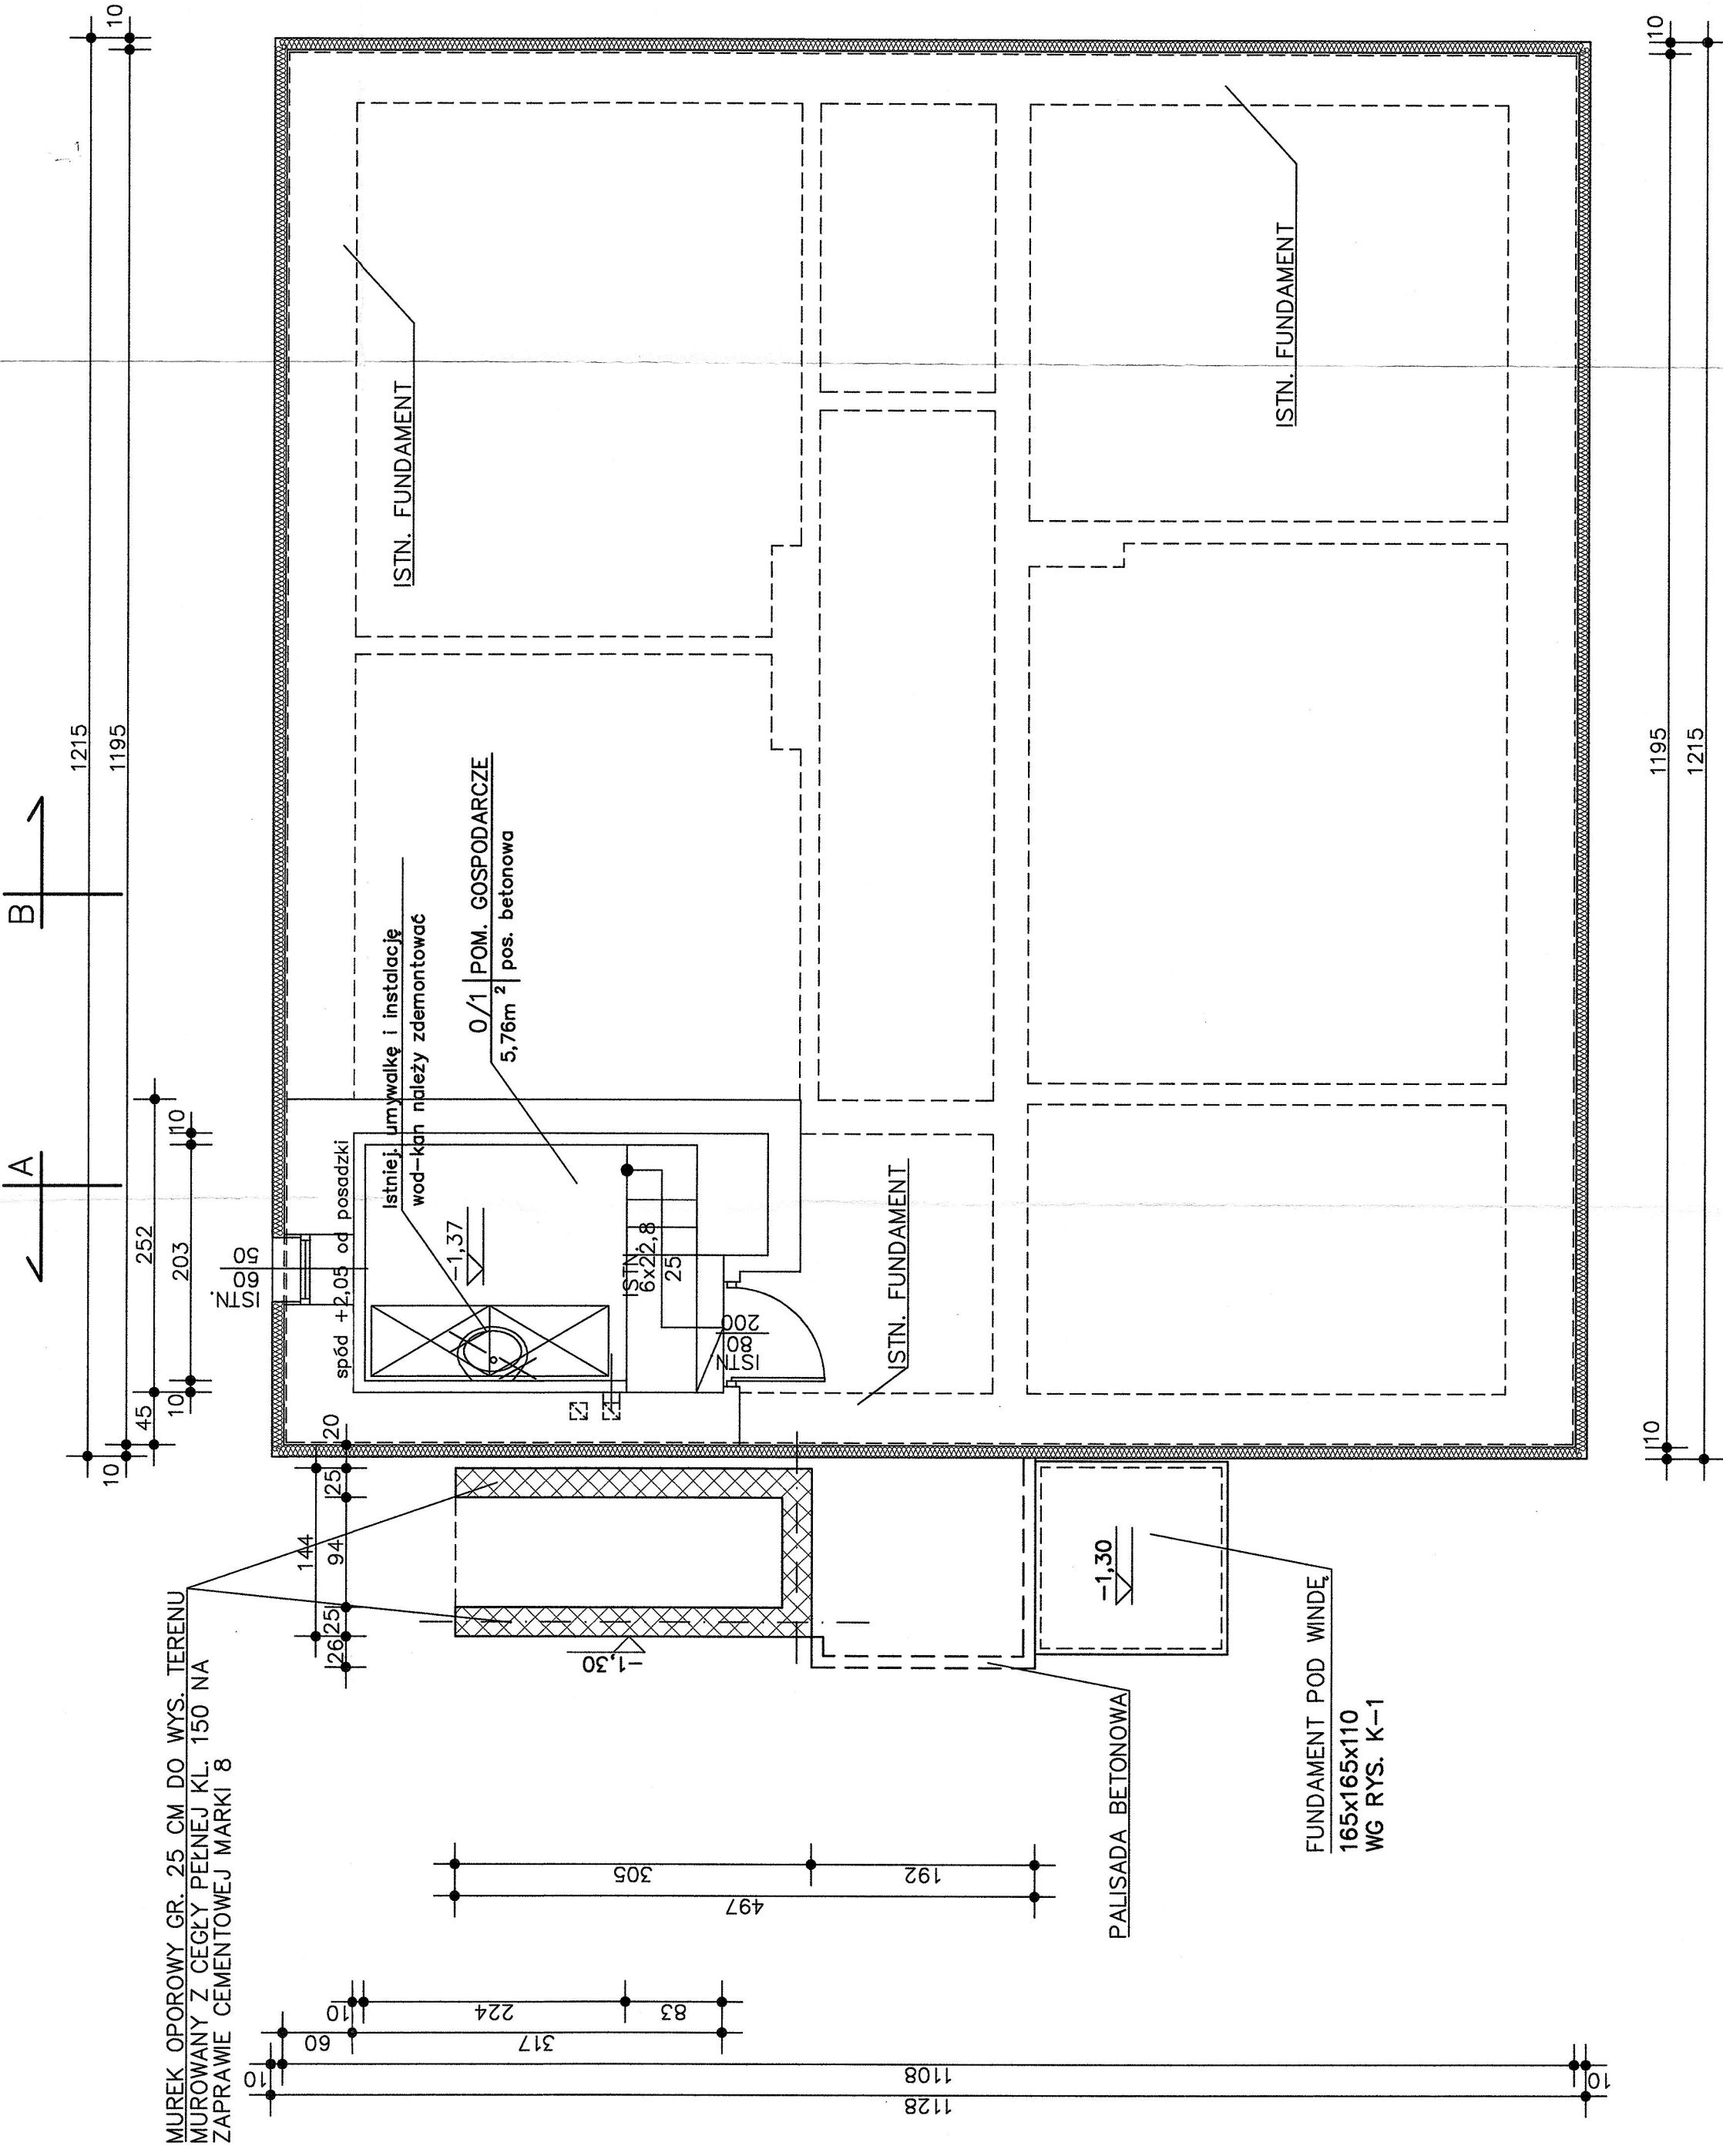 MUREK OPOROWY GR. 25 CM DO WYS. TERENU
MUROWANY Z CEGŁY PEŁNEJ KL. 150 NA
ZAPRAWIE CEMENTOWEJ MARKI 8
A
B
1215
1195
10
10
45
252
10
203
10
ISTN.
60
50
spód +2,05 od posadzki
Istniej. umywalkę i instalację
wod-kan należy zdemontować
0/1 POM. GOSPODARCZE
5,76m² pos. betonowa
-1,37
ISTN.
6x22,8
25
ISTN
80
200
ISTN. FUNDAMENT
ISTN. FUNDAMENT
ISTN. FUNDAMENT
144
26
25
94
25
20
-1,30
-1,30
PALISADA BETONOWA
FUNDAMENT POD WINDĘ
165x165x110
WG RYS. K-1
305
192
497
10
224
83
60
317
10
1108
10
1128
10
1195
10
1215